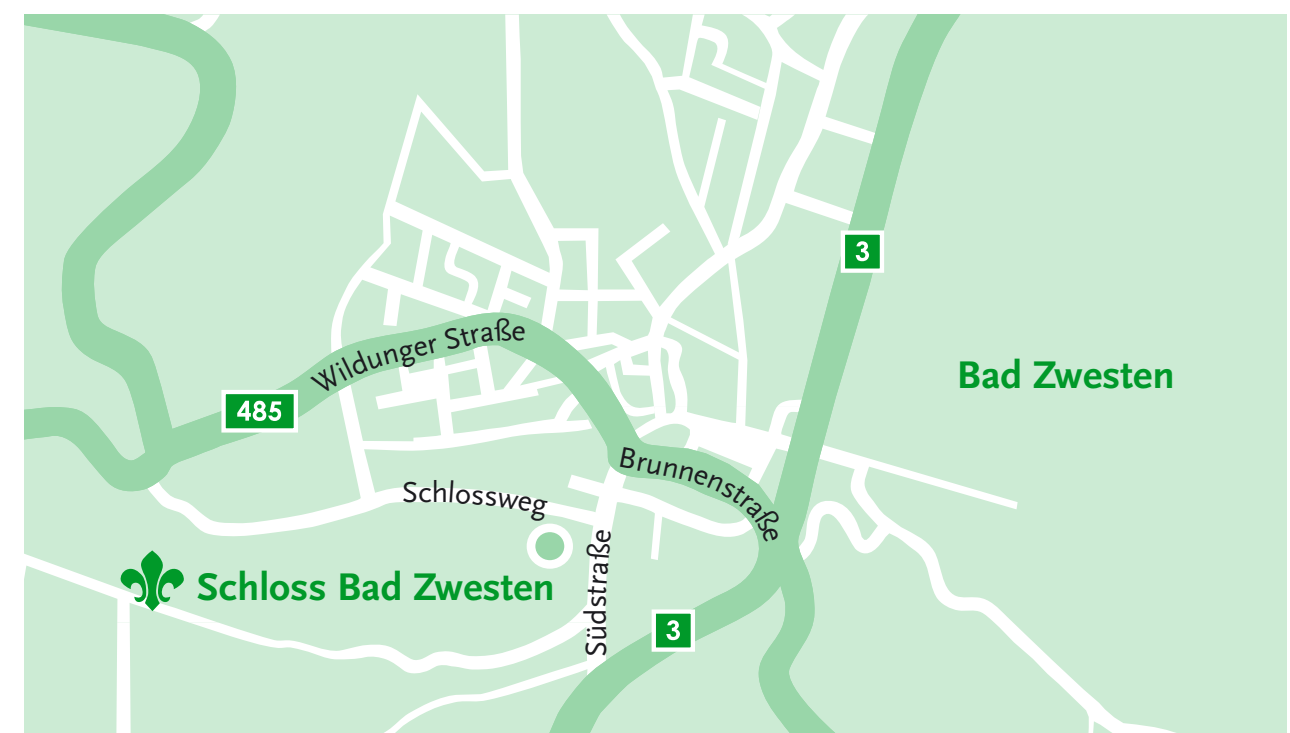 3
Wildunger Straße
Bad Zwesten
485
Brunnenstraße
Schlossweg
Schloss Bad Zwesten
Südstraße
3